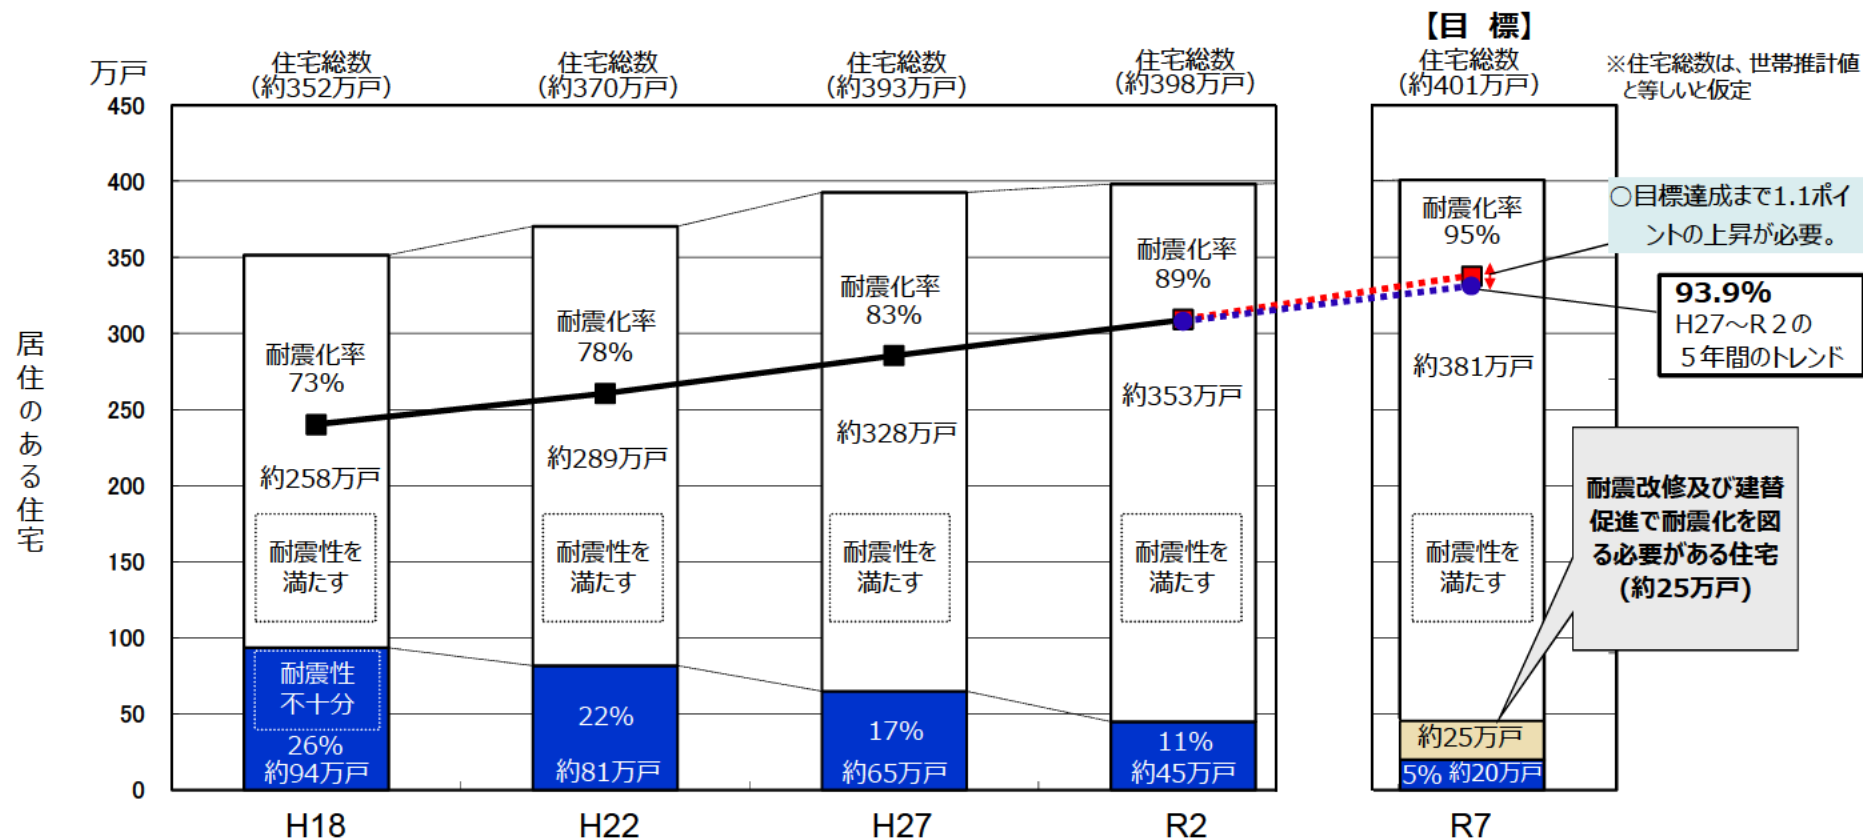 【目 標】
住宅総数
(約352万戸)
住宅総数
(約370万戸)
住宅総数
(約393万戸)
住宅総数
(約398万戸)
住宅総数
(約401万戸)
※住宅総数は、世帯推計値
と等しいと仮定
万戸
450
400
350
300
250
200
150
100
50
0
居住のある住宅
耐震化率
73%
約258万戸
耐震性を
満たす
耐震性
不十分
26%
約94万戸
耐震化率
78%
約289万戸
耐震性を
満たす
22%
約81万戸
耐震化率
83%
約328万戸
耐震性を
満たす
17%
約65万戸
耐震化率
89%
約353万戸
耐震性を
満たす
11%
約45万戸
耐震化率
95%
約381万戸
耐震性を
満たす
約25万戸
5% 約20万戸
○目標達成まで1.1ポイ
ントの上昇が必要。
93.9%
H27~R2の
5年間のトレンド
耐震改修及び建替
促進で耐震化を図
る必要がある住宅
(約25万戸)
H18
H22
H27
R2
R7